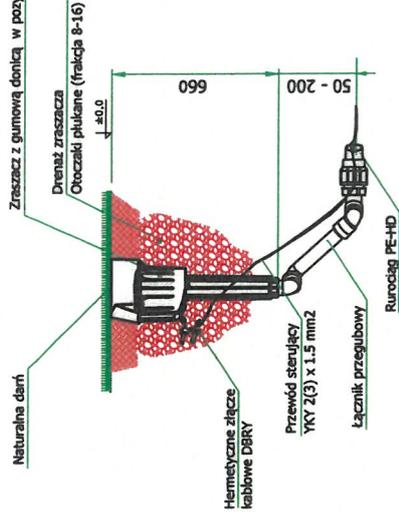 Zraszacz z gumową donicą w poz
Drenaż zraszacza
Otoczaki płukane (frakcja 8-16)
±0.0
660
50 - 200
Naturalna darń
Hermetyczne złącze
kablowe DBRY
Przewód sterujący
YKY 2(3) x 1.5 mm2
Łącznik przegubowy
Rurociąg PE-HD